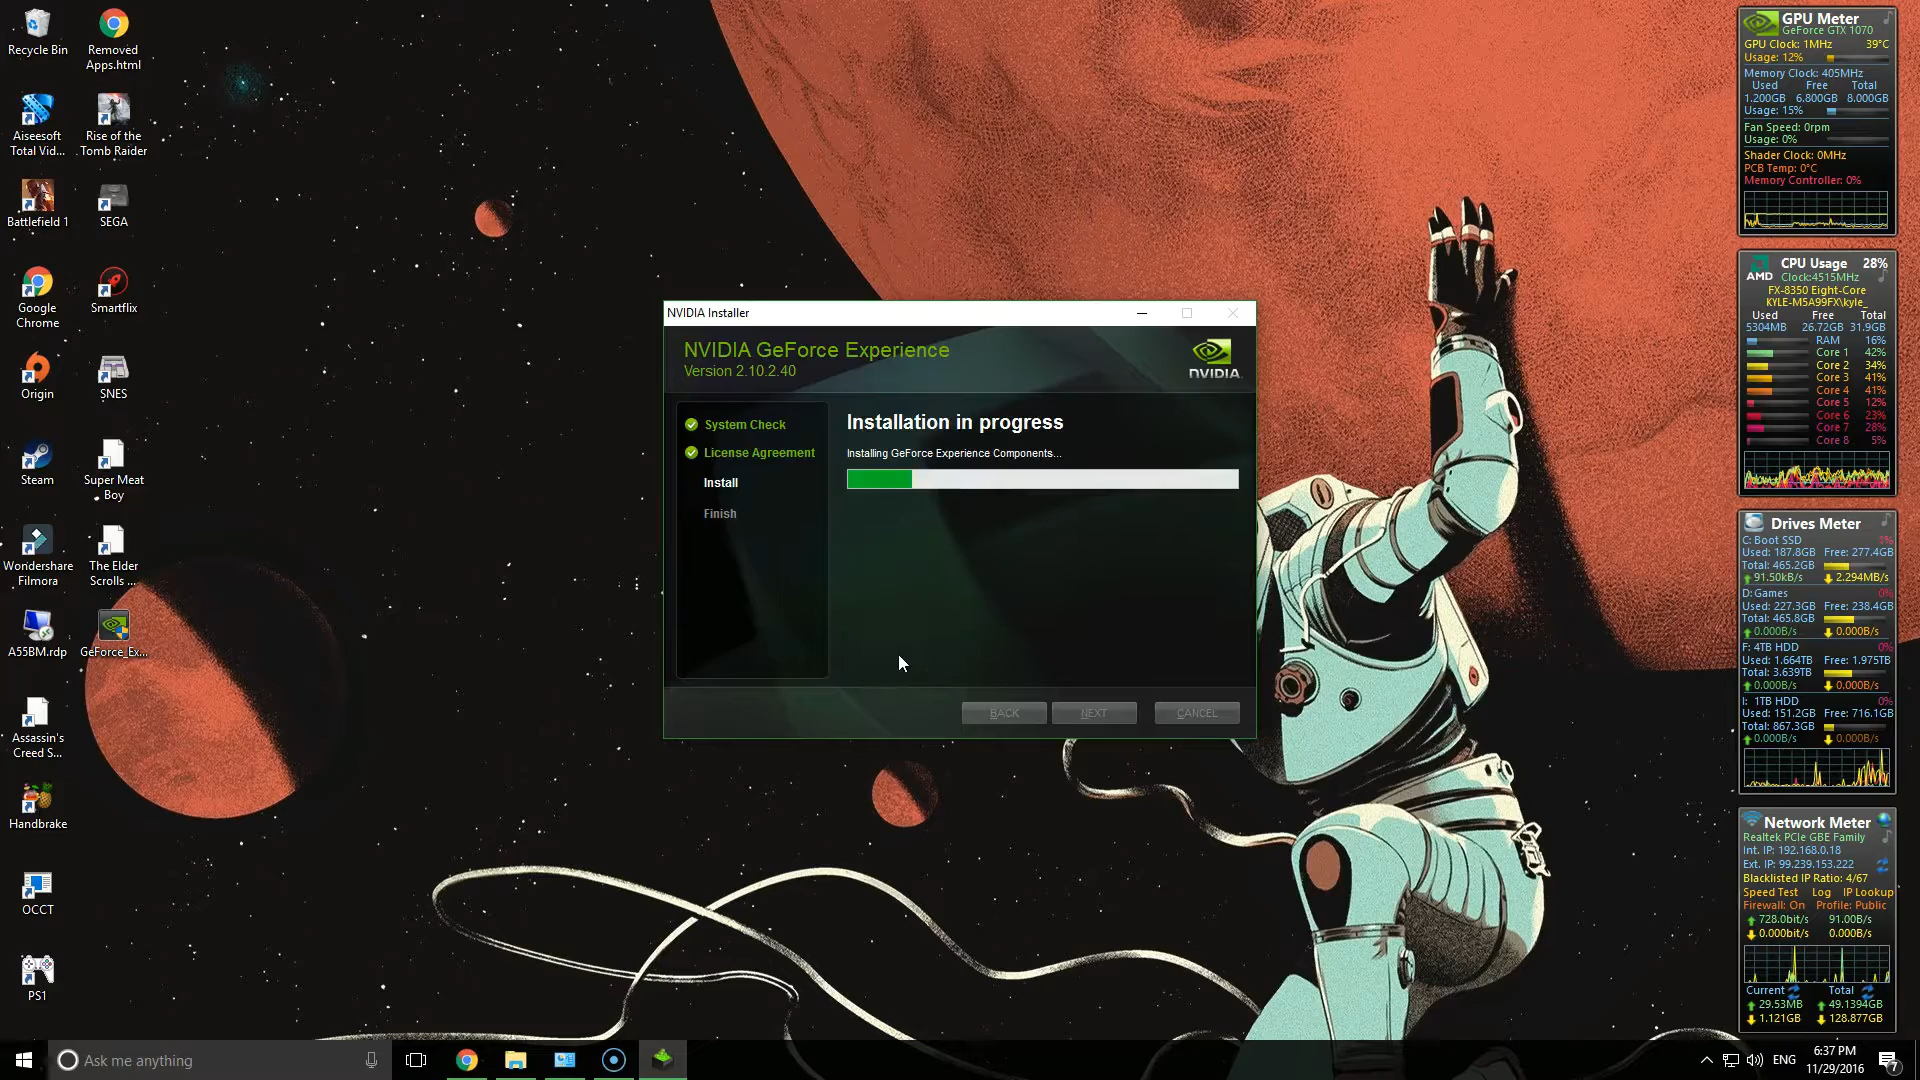 Recycle Bin
Removed
Apps.html
Aiseesoft
Total Vid...
Rise of the
Tomb Raider
Battlefield 1
SEGA
Google
Chrome
Smartflix
Origin
SNES
Steam
Super Meat
Boy
Wondershare
Filmora
The Elder
Scrolls ...
A55BM.rdp
GeForce_Ex...
Assassin's
Creed S...
Handbrake
OCCT
PS1
NVIDIA Installer
NVIDIA GeForce Experience
Version 2.10.2.40
NVIDIA.
System Check
License Agreement
Install
Finish
Installation in progress
Installing GeForce Experience Components...
BACK
NEXT
CANCEL
GPU Meter
GeForce GTX 1070
GPU Clock: 1MHz 39°C
Usage: 12%
Memory Clock: 405MHz
Used Free Total
1.200GB 6.800GB 8.000GB
Usage: 15%
Fan Speed: 0rpm
Usage: 0%
Shader Clock: 0MHz
PCB Temp: 0°C
Memory Controller: 0%
CPU Usage 28%
AMD Clock:4515MHz
FX-8350 Eight-Core
KYLE-M5A99FX\kyle_
Used Free Total
5304MB 26.72GB 31.9GB
RAM 16%
Core 1 42%
Core 2 34%
Core 3 41%
Core 4 41%
Core 5 12%
Core 6 23%
Core 7 28%
Core 8 5%
Drives Meter
C: Boot SSD 1%
Used: 187.8GB Free: 277.4GB
Total: 465.2GB
91.50kB/s 2.294MB/s
D: Games 0%
Used: 227.3GB Free: 238.4GB
Total: 465.8GB
0.000B/s 0.000B/s
F: 4TB HDD 0%
Used: 1.664TB Free: 1.975TB
Total: 3.639TB
0.000B/s 0.000B/s
I: 1TB HDD 0%
Used: 151.2GB Free: 716.1GB
Total: 867.3GB
0.000B/s 0.000B/s
Network Meter
Realtek PCIe GBE Family
Int. IP: 192.168.0.18
Ext. IP: 99.239.153.222
Blacklisted IP Ratio: 4/67
Speed Test Log IP Lookup
Firewall: On Profile: Public
728.0bit/s 91.00B/s
0.000bit/s 0.000B/s
Current Total
29.53MB 49.1394GB
1.121GB 128.877GB
Ask me anything
ENG
6:37 PM
11/29/2016
7